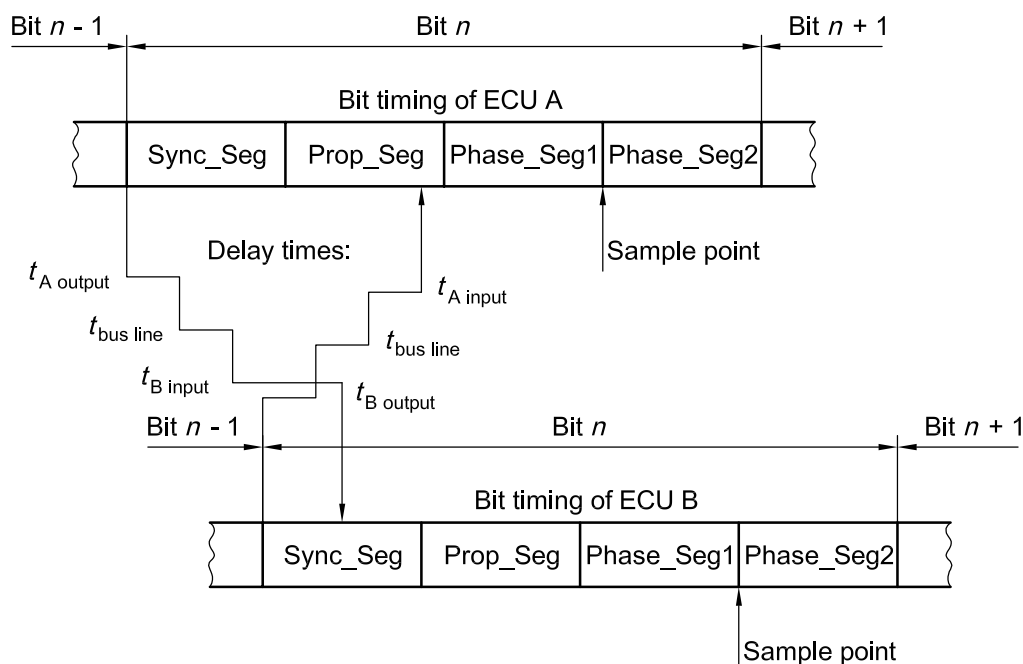 Bit n - 1
Bit n
Bit n + 1
Bit timing of ECU A
Sync_Seg
Prop_Seg
Phase_Seg1
Phase_Seg2
Delay times:
Sample point
t A output
t A input
t bus line
t bus line
t B input
t B output
Bit n - 1
Bit n
Bit n + 1
Bit timing of ECU B
Sync_Seg
Prop_Seg
Phase_Seg1
Phase_Seg2
Sample point